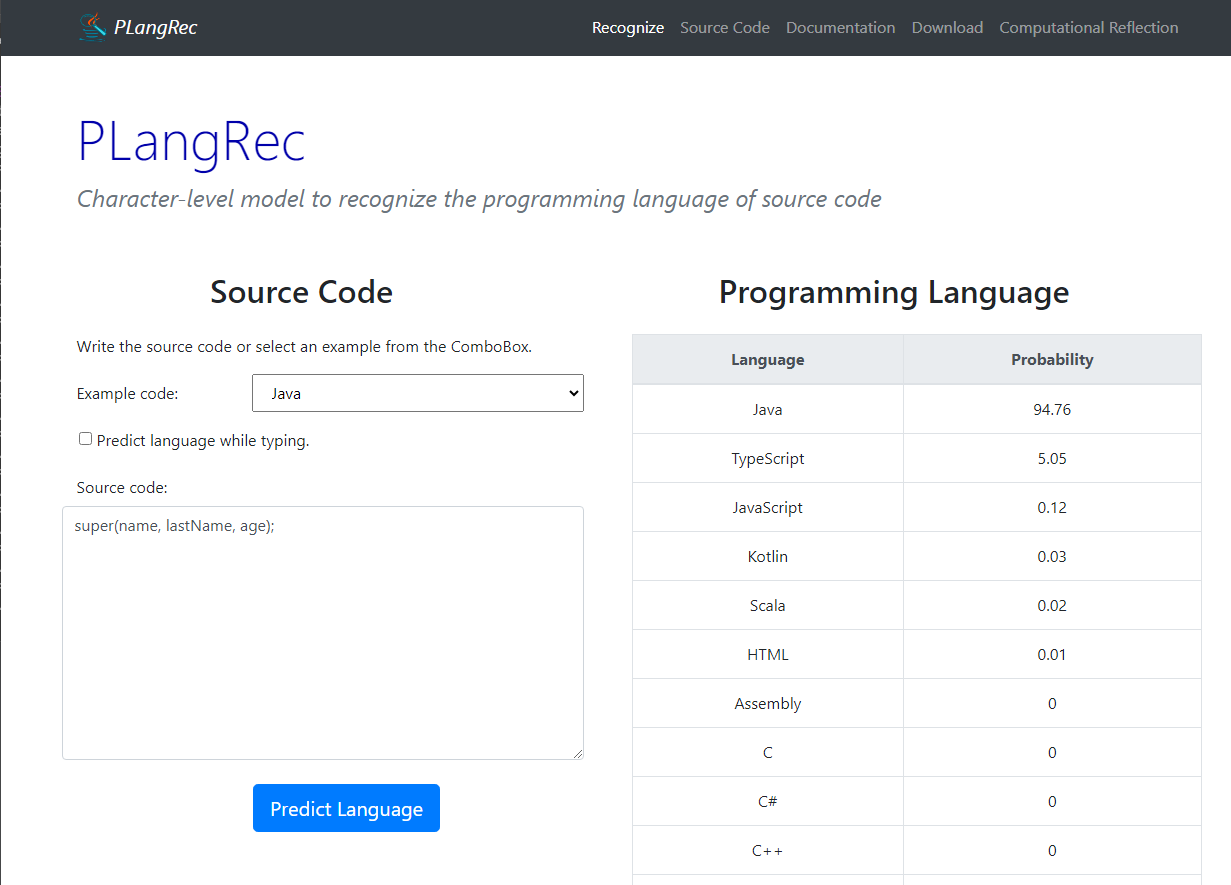 PLangRec
Recognize Source Code Documentation Download Computational Reflection
PLangRec
Character-level model to recognize the programming language of source code
Source Code
Write the source code or select an example from the ComboBox.
Example code: Java
Predict language while typing.
Source code:
super(name, lastName, age);
Predict Language
Programming Language
Language Probability
Java 94.76
TypeScript 5.05
JavaScript 0.12
Kotlin 0.03
Scala 0.02
HTML 0.01
Assembly 0
C 0
C# 0
C++ 0